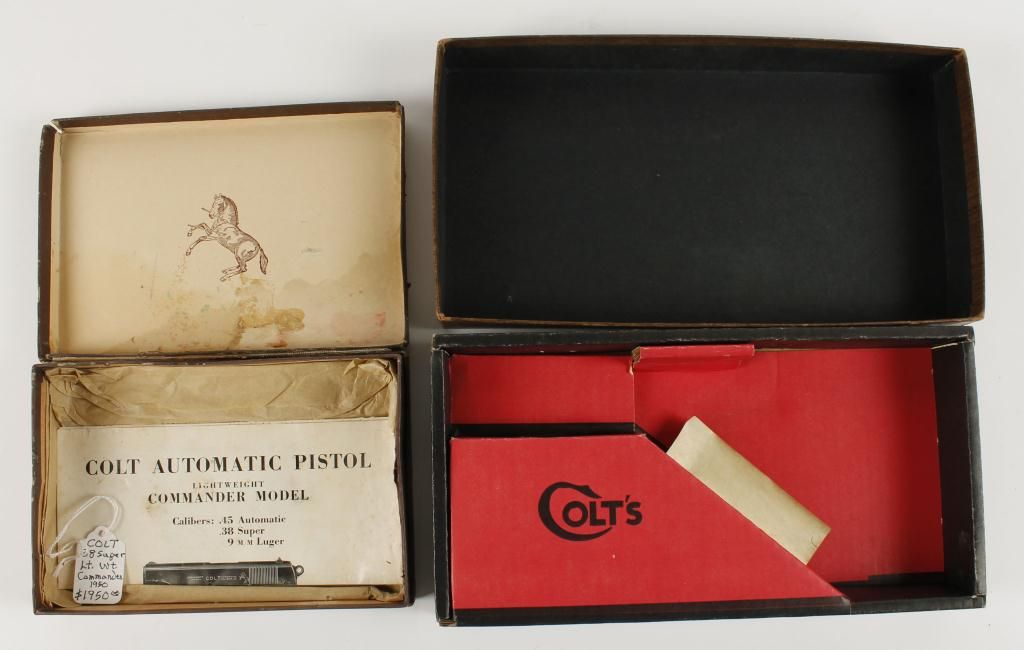 COLT AUTOMATIC PISTOL
LIGHTWEIGHT
COMMANDER MODEL
Calibers: .45 Automatic
.38 Super
9 M M Luger
COLT
38 Super
Lt. Wt
Commander
1950
$1950.00
COLT'S